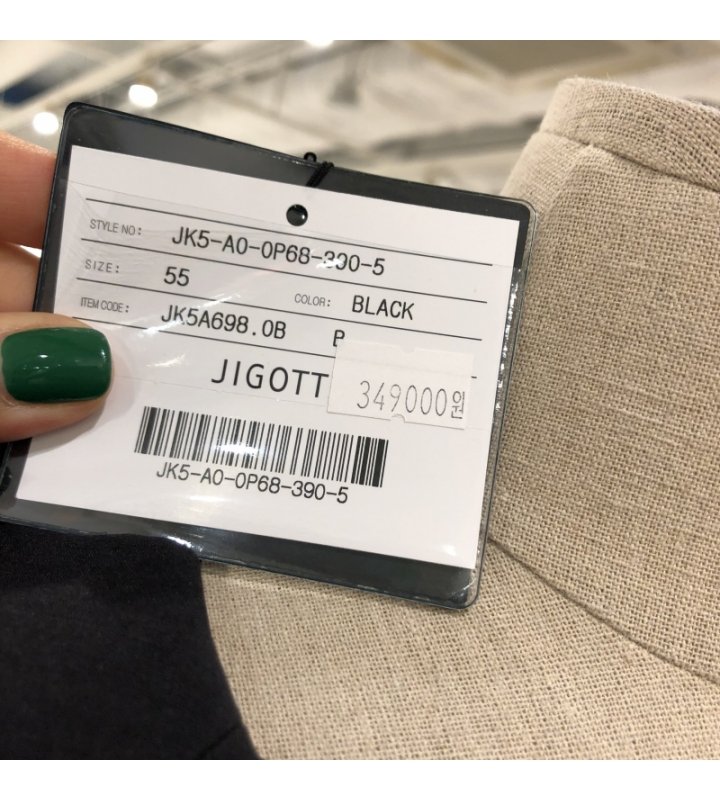 STYLE NO: JK5-A0-0P68-390-5
SIZE: 55
COLOR: BLACK
ITEM CODE: JK5A698.0B
JIGOTT
349000원
JK5-A0-0P68-390-5